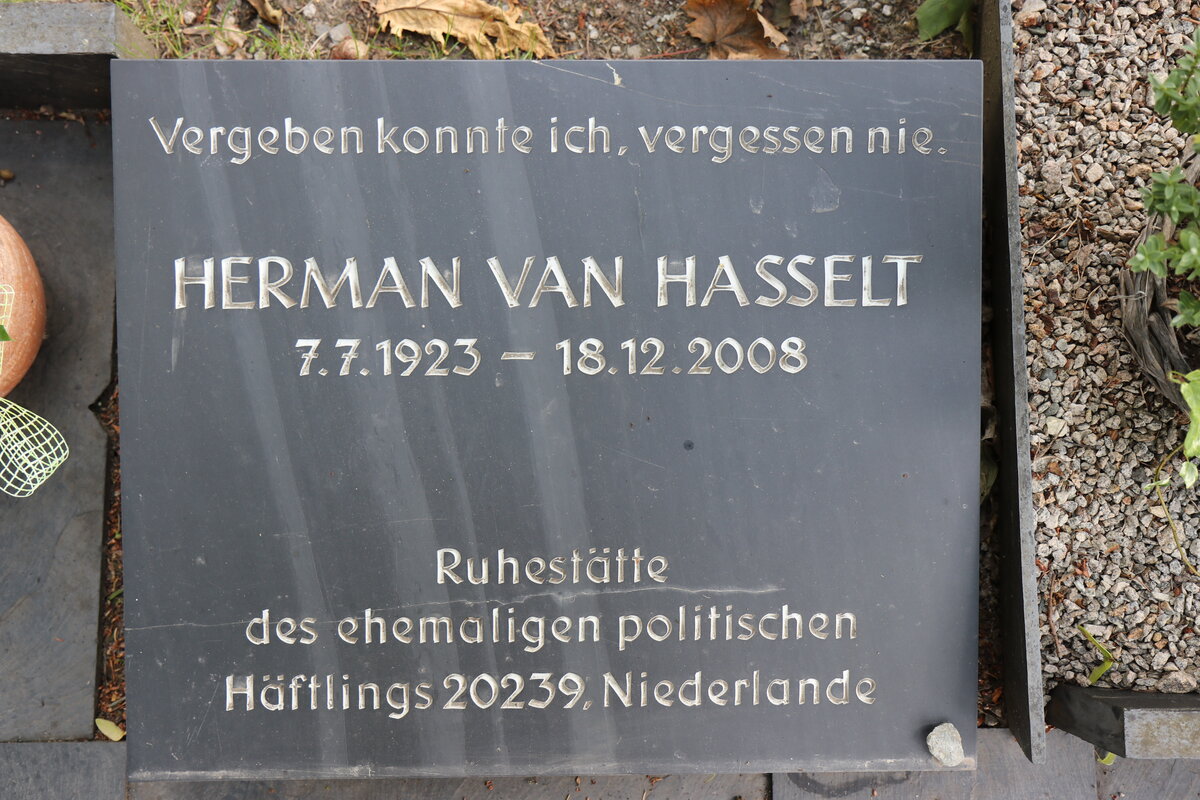 Vergeben konnte ich, vergessen nie.
HERMAN VAN HASSELT
7.7.1923 – 18.12.2008
Ruhestätte
des ehemaligen politischen
Häftlings 20239, Niederlande